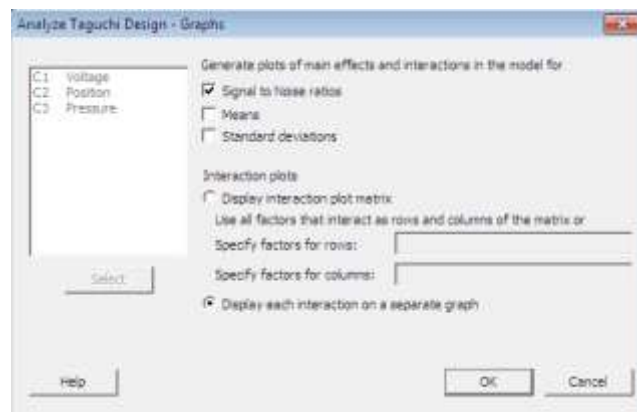 Analyze Taguchi Design - Graphs
C1 Voltage
C2 Position
C3 Pressure
Select
Generate plots of main effects and interactions in the model for
Signal to Noise ratios
Means
Standard deviations
Interaction plots
Display interaction plot matrix
Use all factors that interact as rows and columns of the matrix or
Specify factors for rows:
Specify factors for columns:
Display each interaction on a separate graph
Help
OK
Cancel